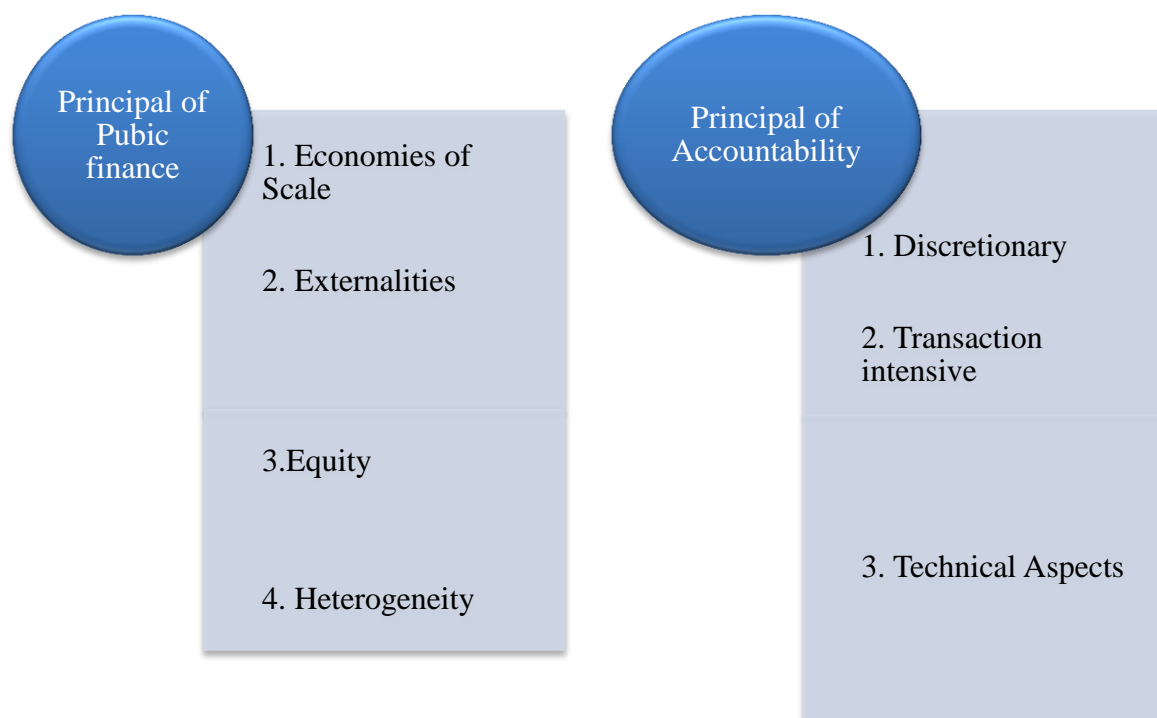 Principal of
Pubic
finance
1. Economies of
Scale
2. Externalities
3.Equity
4. Heterogeneity
Principal of
Accountability
1. Discretionary
2. Transaction
intensive
3. Technical Aspects